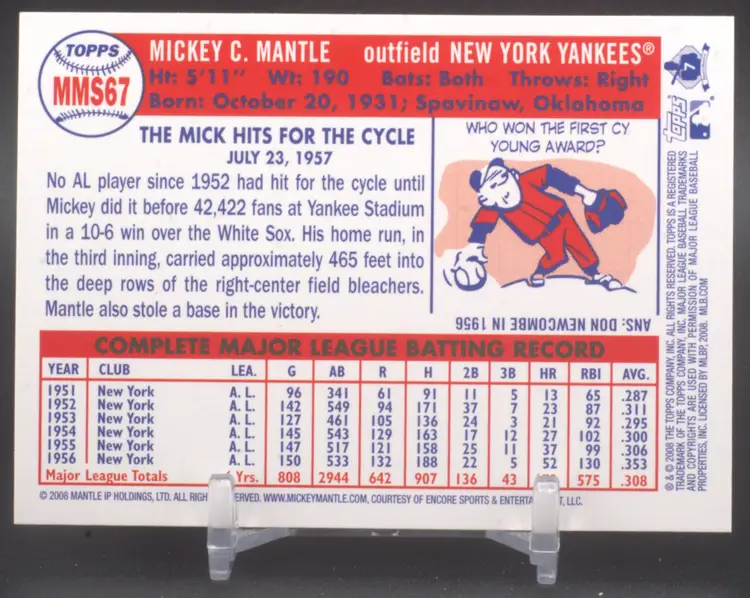 TOPPS
MMS67
MICKEY C. MANTLE outfield NEW YORK YANKEES®
Ht: 5'11" Wt: 190 Bats: Both Throws: Right
Born: October 20, 1931; Spavinaw, Oklahoma
THE MICK HITS FOR THE CYCLE
JULY 23, 1957
No AL player since 1952 had hit for the cycle until
Mickey did it before 42,422 fans at Yankee Stadium
in a 10-6 win over the White Sox. His home run, in
the third inning, carried approximately 465 feet into
the deep rows of the right-center field bleachers.
Mantle also stole a base in the victory.
WHO WON THE FIRST CY
YOUNG AWARD?
ANS: DON NEWCOMBE IN 1956
COMPLETE MAJOR LEAGUE BATTING RECORD
YEAR CLUB LEA. G AB R H 2B 3B HR RBI AVG.
1951 New York A. L. 96 341 61 91 11 5 13 65 .287
1952 New York A. L. 142 549 94 171 37 7 23 87 .311
1953 New York A. L. 127 461 105 136 24 3 21 92 .295
1954 New York A. L. 145 543 129 163 17 12 27 102 .300
1955 New York A. L. 147 517 121 158 25 11 37 99 .306
1956 New York A. L. 150 533 132 188 22 5 52 130 .353
Major League Totals Yrs. 808 2944 642 907 136 43 575 .308
© 2008 MANTLE IP HOLDINGS, LTD. ALL RIGH RVED. WWW.MICKEYMANTLE.COM, COURTESY OF ENCORE SPORTS & ENTERTA T, LLC.
7
Topps
® & © 2008 THE TOPPS COMPANY, INC. ALL RIGHTS RESERVED. TOPPS IS A REGISTERED
TRADEMARK OF THE TOPPS COMPANY, INC. MAJOR LEAGUE BASEBALL TRADEMARKS
AND COPYRIGHTS ARE USED WITH PERMISSION OF MAJOR LEAGUE BASEBALL
PROPERTIES, INC. LICENSED BY MLBP, 2008. MLB.COM